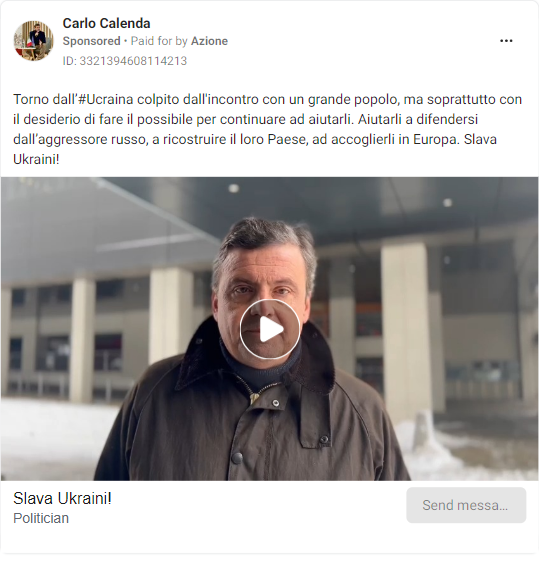 Carlo Calenda
Sponsored • Paid for by Azione
ID: 3321394608114213
Torno dall'#Ucraina colpito dall'incontro con un grande popolo, ma soprattutto con
il desiderio di fare il possibile per continuare ad aiutarli. Aiutarli a difendersi
dall'aggressore russo, a ricostruire il loro Paese, ad accoglierli in Europa. Slava
Ukraini!
Slava Ukraini!
Politician
Send messa...